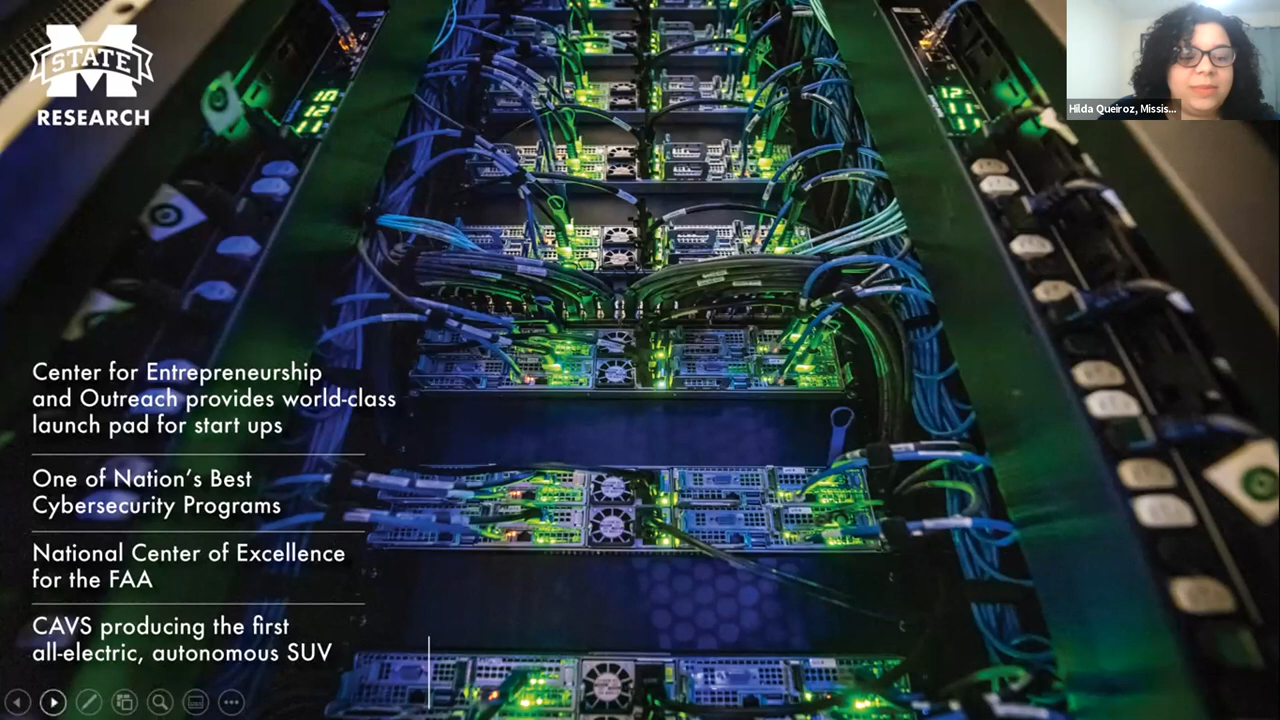 STATE
RESEARCH
Hilda Queiroz, Missis...
Center for Entrepreneurship
and Outreach provides world-class
launch pad for start ups
One of Nation's Best
Cybersecurity Programs
National Center of Excellence
for the FAA
CAVS producing the first
all-electric, autonomous SUV